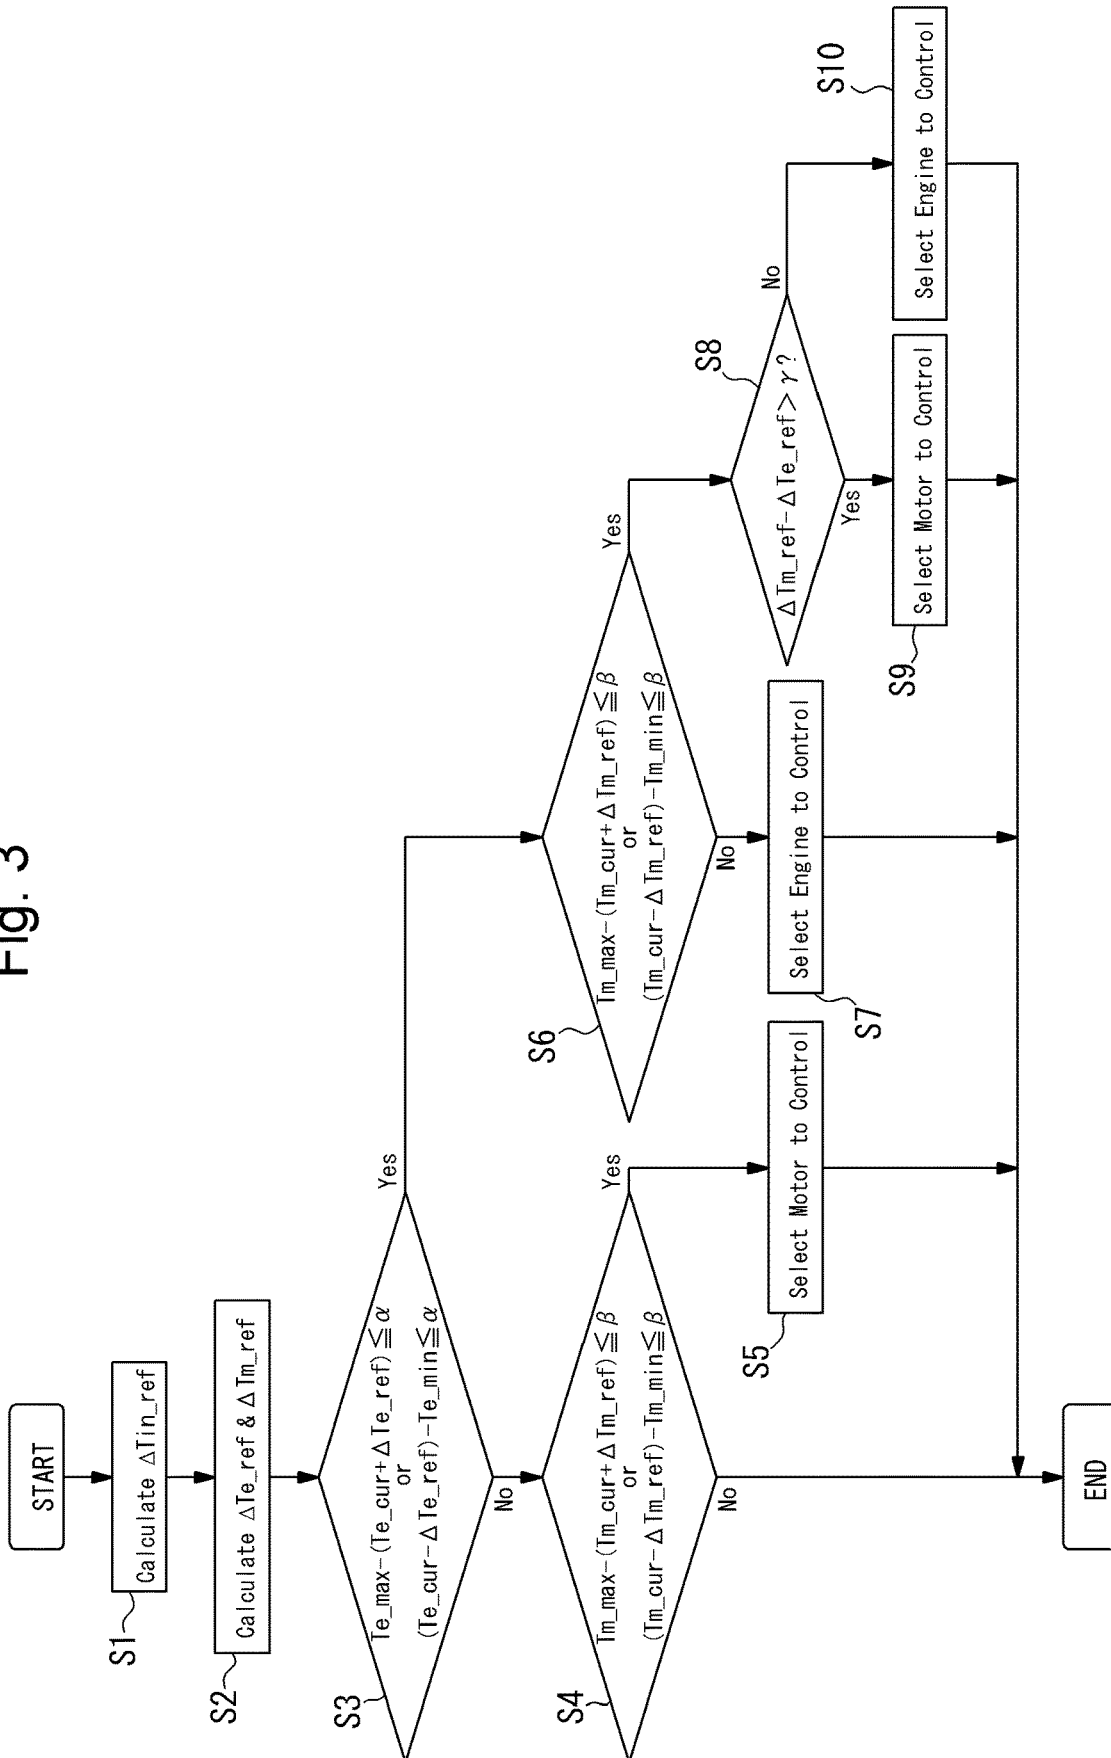 Fig. 3
START
S1
Calculate ΔTin_ref
S2
Calculate ΔTe_ref & ΔTm_ref
S3
Te_max-(Te_cur+ΔTe_ref)≦α
or
(Te_cur-ΔTe_ref)-Te_min≦α
Yes
No
S4
Tm_max-(Tm_cur+ΔTm_ref)≦β
or
(Tm_cur-ΔTm_ref)-Tm_min≦β
Yes
No
S5
Select Motor to Control
S6
Tm_max-(Tm_cur+ΔTm_ref)≦β
or
(Tm_cur-ΔTm_ref)-Tm_min≦β
Yes
No
S7
Select Engine to Control
S8
ΔTm_ref-ΔTe_ref>γ?
No
Yes
S9
Select Motor to Control
S10
Select Engine to Control
END